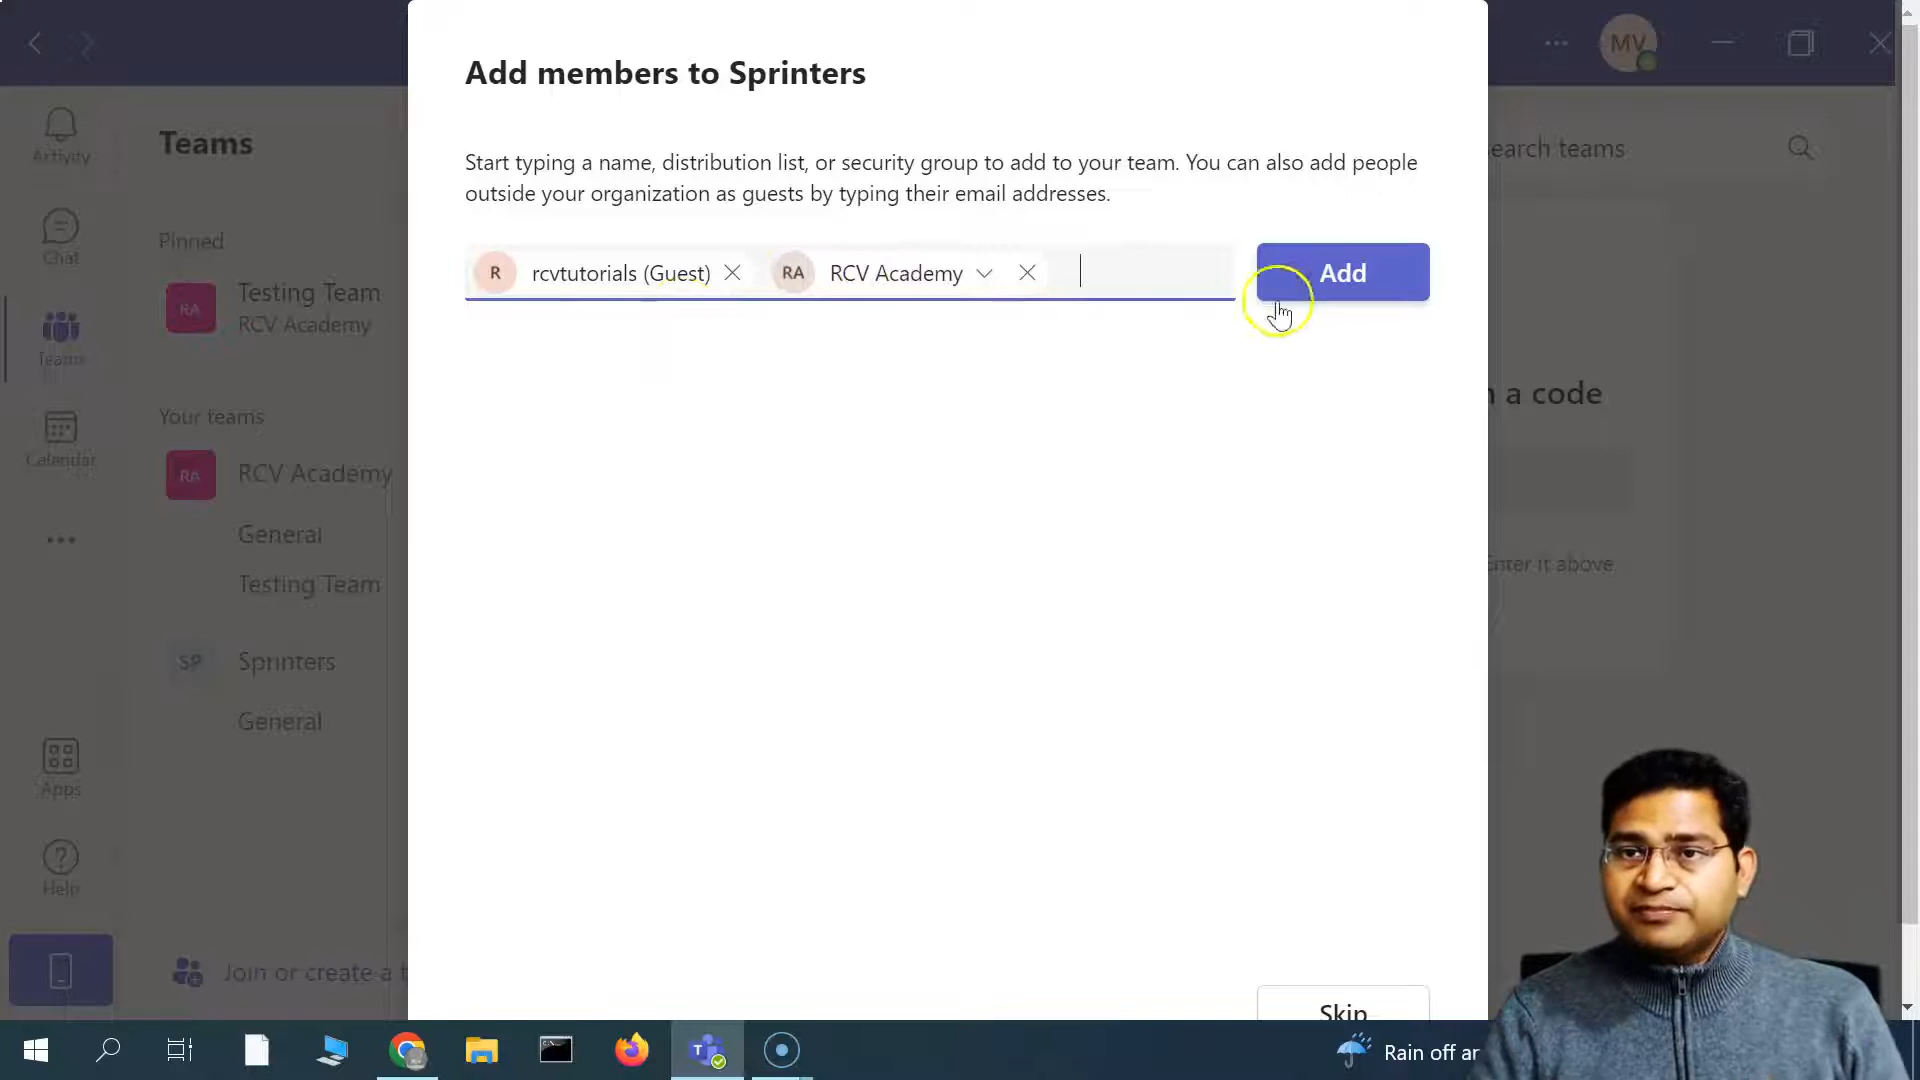 MV
Add members to Sprinters
Activity
Teams
earch teams
Start typing a name, distribution list, or security group to add to your team. You can also add people
outside your organization as guests by typing their email addresses.
Chat
Pinned
R rcvtutorials (Guest) RA RCV Academy
Add
RA Testing Team
RCV Academy
Teams
n a code
Your teams
Calendar
RA RCV Academy
General
Enter it above
Testing Team
SP Sprinters
General
Apps
Help
Join or create a t
Skip
Rain off ar